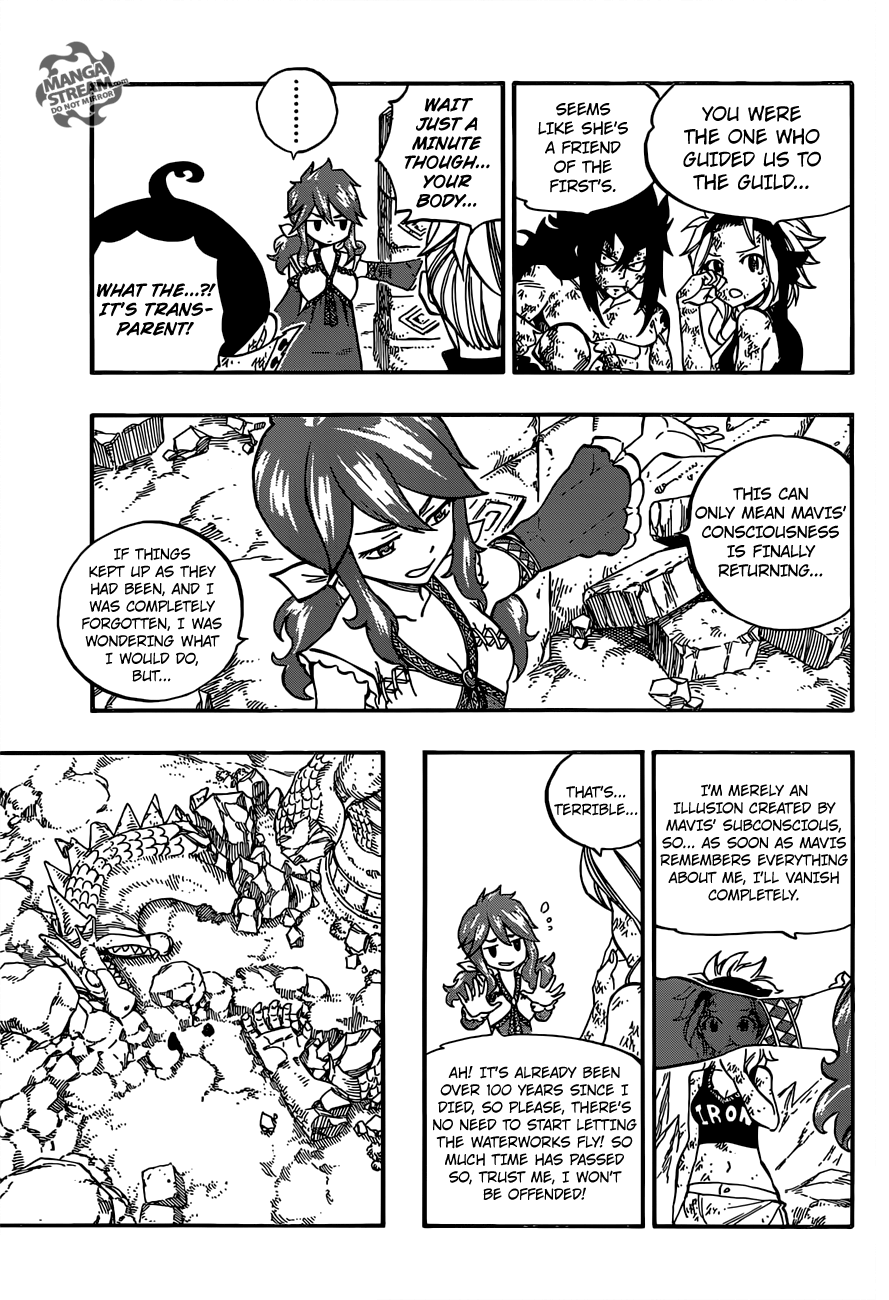 MANGA
STREAM.com
DO NOT MIRROR
YOU WERE
THE ONE WHO
GUIDED US TO
THE GUILD...
SEEMS
LIKE SHE'S
A FRIEND
OF THE
FIRST'S.
WAIT
JUST A
MINUTE
THOUGH...
YOUR
BODY...
.......
WHAT THE...?!
IT'S TRANS-
PARENT!
THIS CAN
ONLY MEAN MAVIS'
CONSCIOUSNESS
IS FINALLY
RETURNING...
IF THINGS
KEPT UP AS THEY
HAD BEEN, AND I
WAS COMPLETELY
FORGOTTEN, I WAS
WONDERING WHAT
I WOULD DO,
BUT...
I'M MERELY AN
ILLUSION CREATED BY
MAVIS' SUBCONSCIOUS,
SO... AS SOON AS MAVIS
REMEMBERS EVERYTHING
ABOUT ME, I'LL VANISH
COMPLETELY.
IRON
THAT'S...
TERRIBLE...
AH! IT'S ALREADY BEEN
OVER 100 YEARS SINCE I
DIED, SO PLEASE, THERE'S
NO NEED TO START LETTING
THE WATERWORKS FLY! SO
MUCH TIME HAS PASSED
SO, TRUST ME, I WON'T
BE OFFENDED!